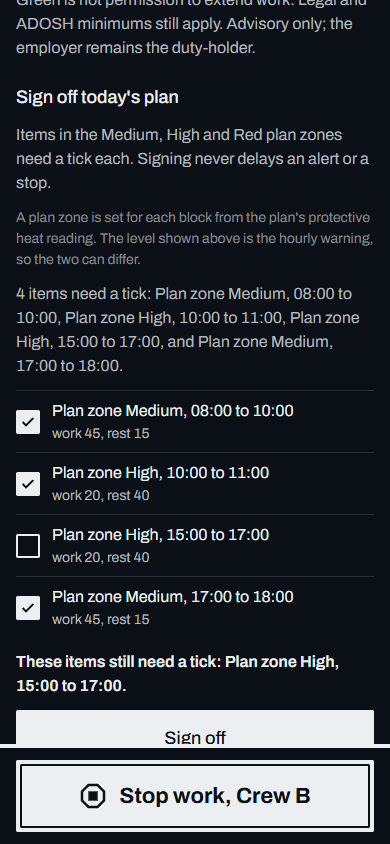 Green is not permission to extend work. Legal and
ADOSH minimums still apply. Advisory only; the
employer remains the duty-holder.
Sign off today's plan
Items in the Medium, High and Red plan zones
need a tick each. Signing never delays an alert or a
stop.
A plan zone is set for each block from the plan's protective
heat reading. The level shown above is the hourly warning,
so the two can differ.
4 items need a tick: Plan zone Medium, 08:00 to
10:00, Plan zone High, 10:00 to 11:00, Plan zone
High, 15:00 to 17:00, and Plan zone Medium,
17:00 to 18:00.
Plan zone Medium, 08:00 to 10:00
work 45, rest 15
Plan zone High, 10:00 to 11:00
work 20, rest 40
Plan zone High, 15:00 to 17:00
work 20, rest 40
Plan zone Medium, 17:00 to 18:00
work 45, rest 15
These items still need a tick: Plan zone High,
15:00 to 17:00.
Sign off
Stop work, Crew B